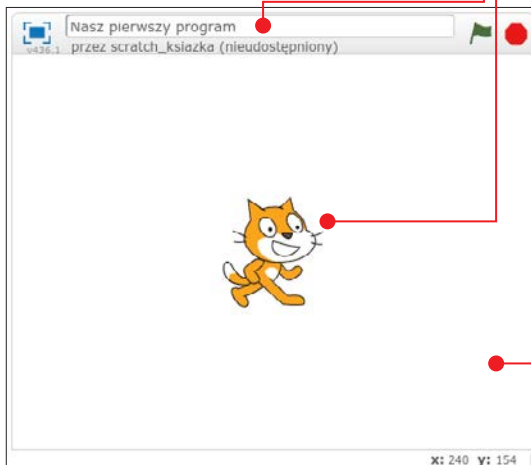 Nasz pierwszy program
v436.1 przez scratch_ksiazka (nieudostępniony)
x: 240 y: 154